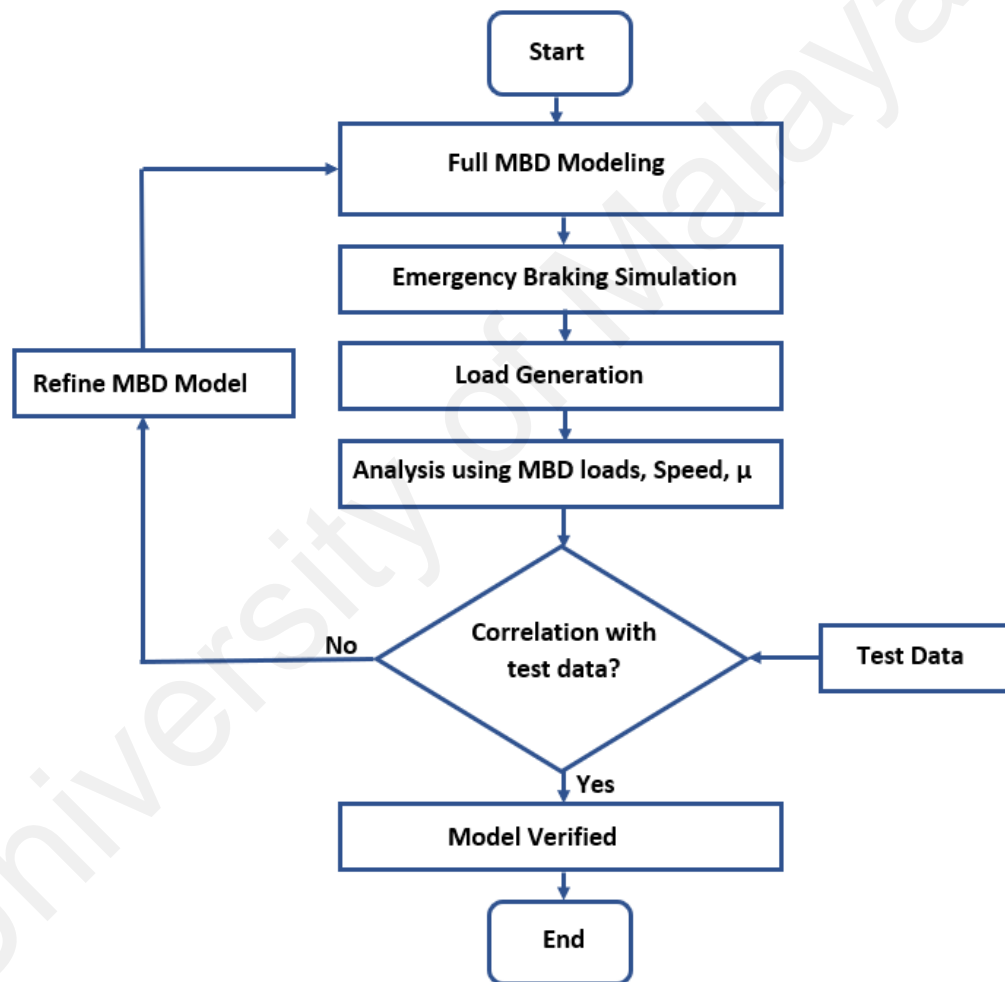 Start
Full MBD Modeling
Emergency Braking Simulation
Load Generation
Refine MBD Model
Analysis using MBD loads, Speed, μ
Correlation with
test data?
No
Test Data
Yes
Model Verified
End
University of Malaya